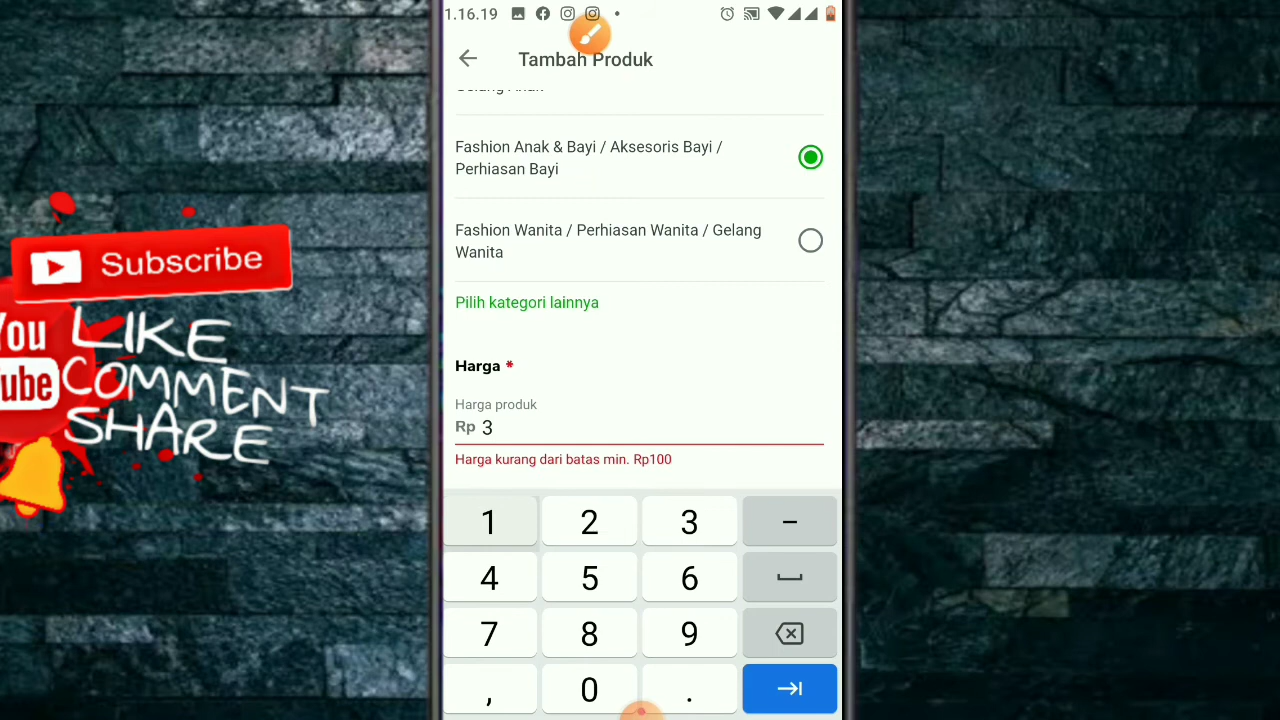 1.16.19
Tambah Produk
Fashion Anak & Bayi / Aksesoris Bayi /
Perhiasan Bayi
Fashion Wanita / Perhiasan Wanita / Gelang
Wanita
Pilih kategori lainnya
Harga *
Harga produk
Rp 3
Harga kurang dari batas min. Rp100
1 2 3 –
4 5 6
7 8 9
, 0 .
Subscribe
You
Tube
LIKE
COMMENT
SHARE